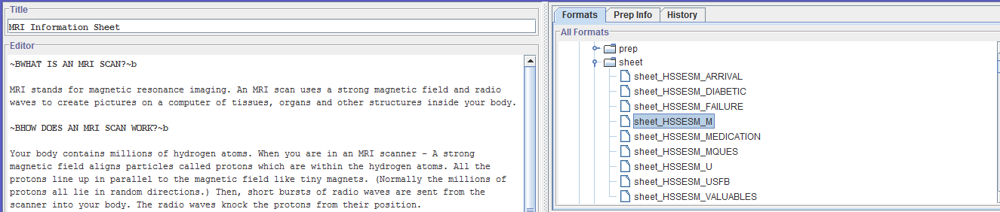 Title
MRI Information Sheet
Editor
~BWHAT IS AN MRI SCAN?~b
MRI stands for magnetic resonance imaging. An MRI scan uses a strong magnetic field and radio
waves to create pictures on a computer of tissues, organs and other structures inside your body.
~BHOW DOES AN MRI SCAN WORK?~b
Your body contains millions of hydrogen atoms. When you are in an MRI scanner - A strong
magnetic field aligns particles called protons which are within the hydrogen atoms. All the
protons line up in parallel to the magnetic field like tiny magnets. (Normally the millions of
protons all lie in random directions.) Then, short bursts of radio waves are sent from the
scanner into your body. The radio waves knock the protons from their position.
Formats
Prep Info
History
All Formats
prep
sheet
sheet_HSSESM_ARRIVAL
sheet_HSSESM_DIABETIC
sheet_HSSESM_FAILURE
sheet_HSSESM_M
sheet_HSSESM_MEDICATION
sheet_HSSESM_MQUES
sheet_HSSESM_U
sheet_HSSESM_USFB
sheet_HSSESM_VALUABLES